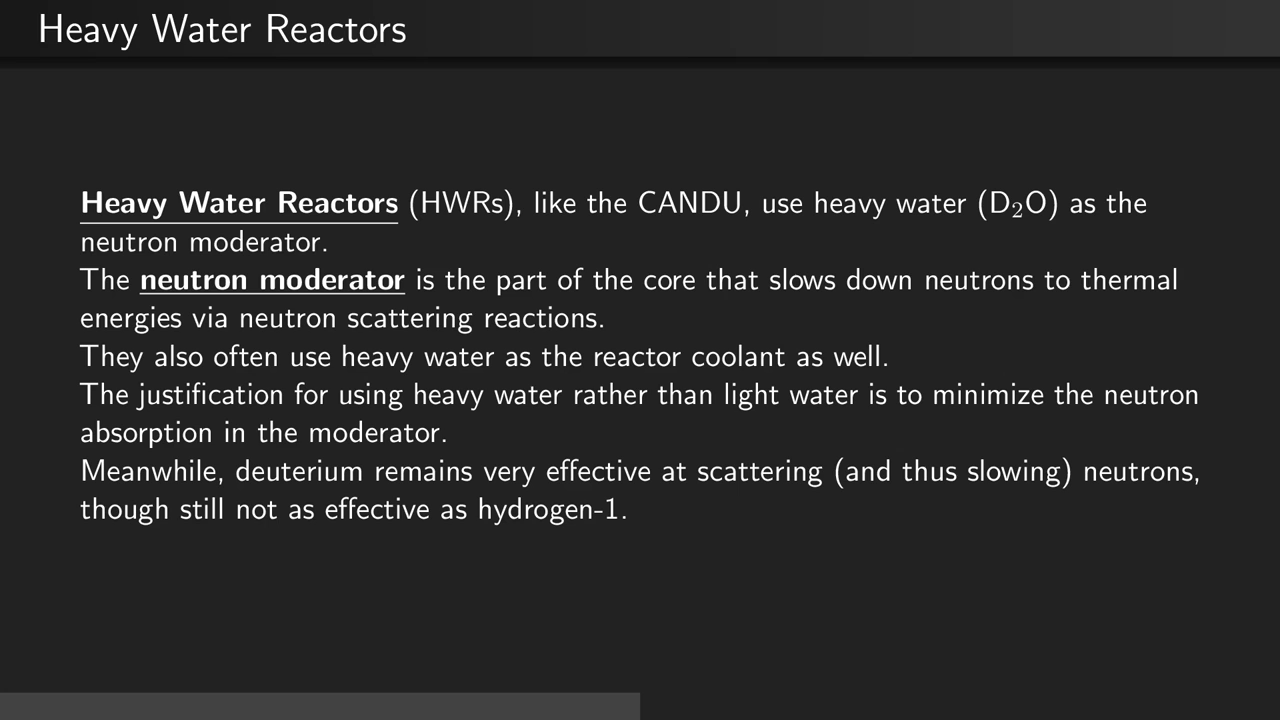 Heavy Water Reactors
Heavy Water Reactors (HWRs), like the CANDU, use heavy water (D₂O) as the
neutron moderator.
The neutron moderator is the part of the core that slows down neutrons to thermal
energies via neutron scattering reactions.
They also often use heavy water as the reactor coolant as well.
The justification for using heavy water rather than light water is to minimize the neutron
absorption in the moderator.
Meanwhile, deuterium remains very effective at scattering (and thus slowing) neutrons,
though still not as effective as hydrogen-1.